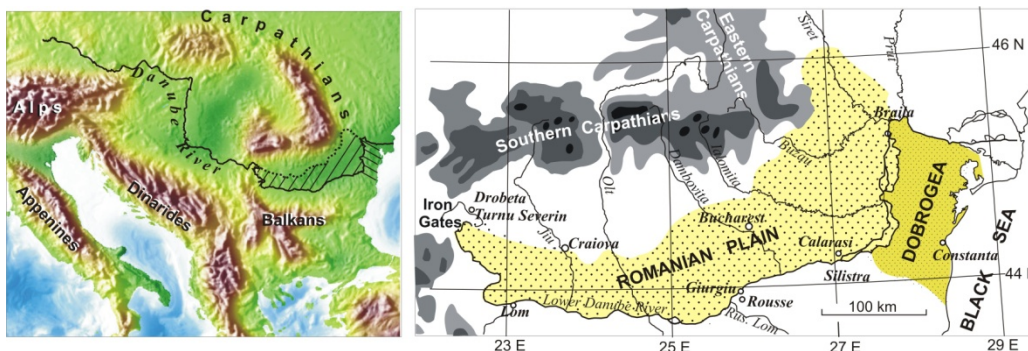 Carpathians
Alps
Danube
River
Dinarides
Appenines
Balkans
Eastern
Carpathians
Siret
Prut
46 N
Southern Carpathians
Braila
Buzau
Ialomita
Dambovita
Olt
Jiu
Drobeta
Turnu Severin
Iron
Gates
Craiova
Bucharest
ROMANIAN PLAIN
Calarasi
Silistra
DOBROGEA
Constanta
BLACK SEA
44 N
Giurgiu
Rousse
Lower Danube River
Lom
Rus. Lom
100 km
23 E
25 E
27 E
29 E